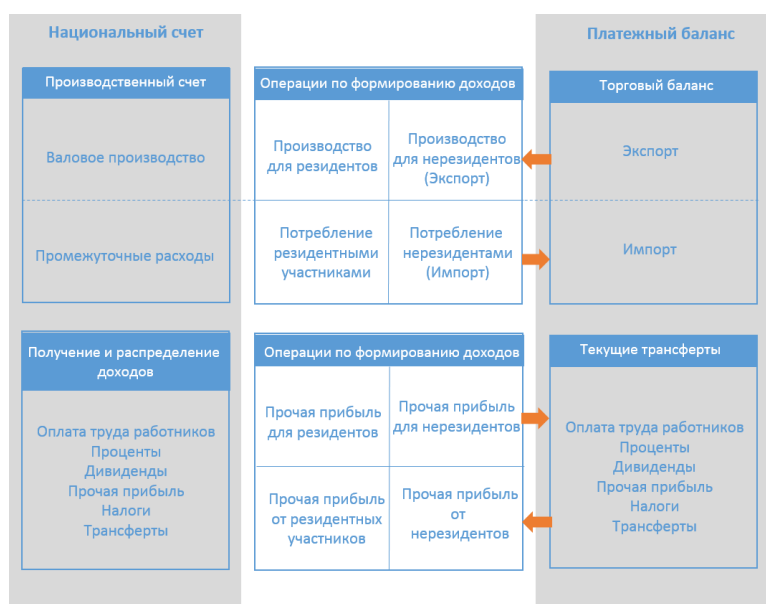 Национальный счет
Платежный баланс
Производственный счет
Операции по формированию доходов
Торговый баланс
Валовое производство
Производство
для резидентов
Производство
для нерезидентов
(Экспорт)
Экспорт
Промежуточные расходы
Потребление
резидентными
участниками
Потребление
нерезидентами
(Импорт)
Импорт
Получение и распределение
доходов
Операции по формированию доходов
Текущие трансферты
Оплата труда работников
Проценты
Дивиденды
Прочая прибыль
Налоги
Трансферты
Прочая прибыль
для резидентов
Прочая прибыль
для нерезидентов
Прочая прибыль
от резидентных
участников
Прочая прибыль
от
нерезидентов
Оплата труда работников
Проценты
Дивиденды
Прочая прибыль
Налоги
Трансферты